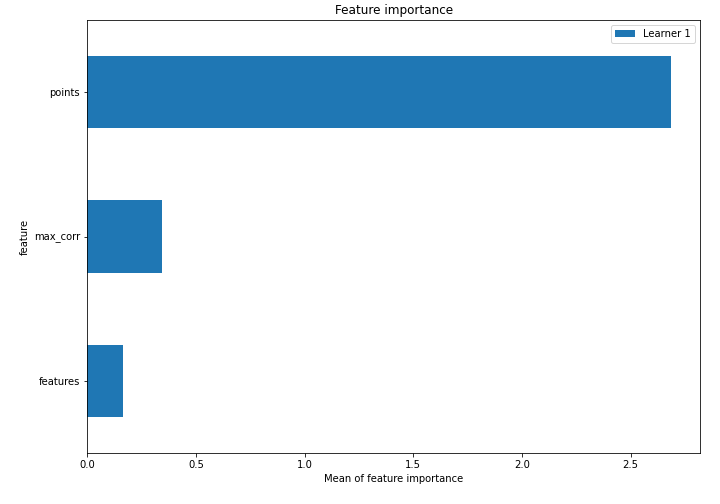 Feature importance
Learner 1
points
max_corr
features
feature
0.0 0.5 1.0 1.5 2.0 2.5
Mean of feature importance